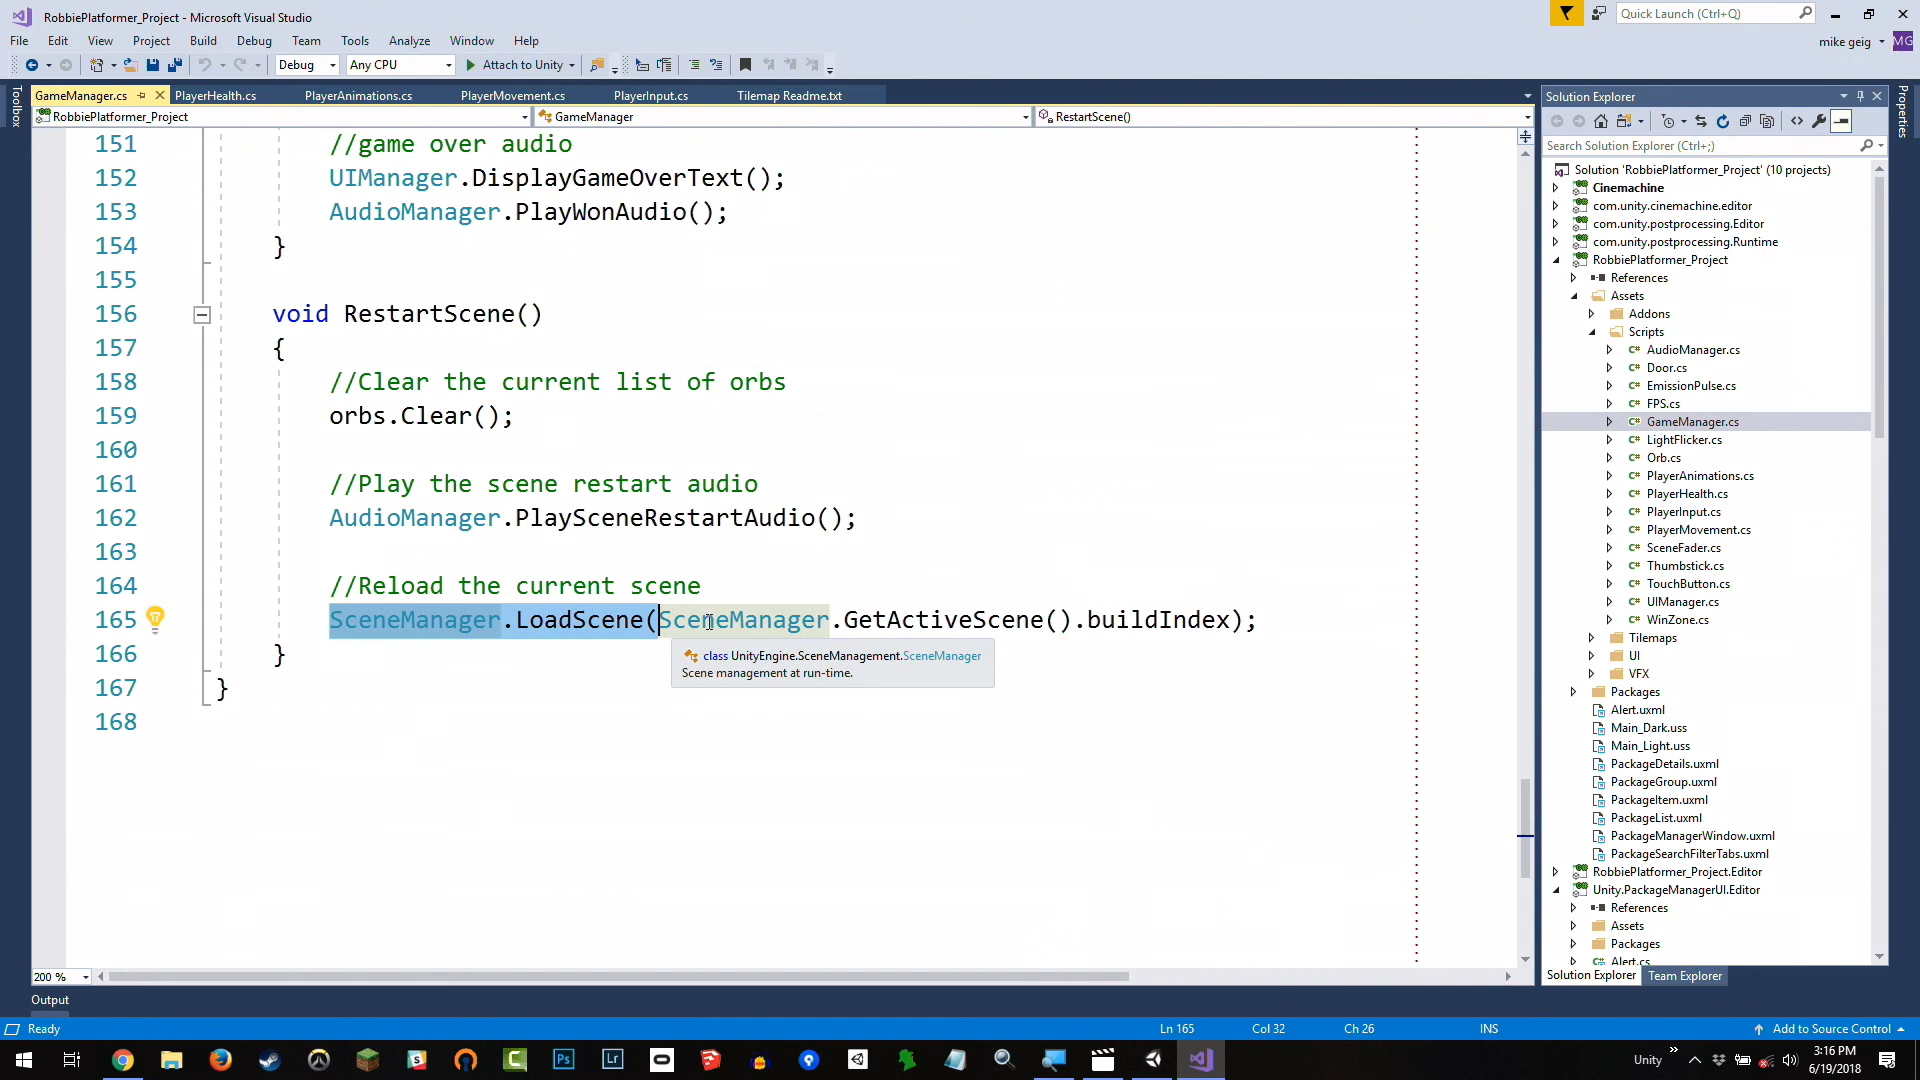 RobbiePlatformer_Project - Microsoft Visual Studio
Quick Launch (Ctrl+Q)
File Edit View Project Build Debug Team Tools Analyze Window Help
mike geig MG
Debug Any CPU Attach to Unity
Toolbox
GameManager.cs PlayerHealth.cs PlayerAnimations.cs PlayerMovement.cs PlayerInput.cs Tilemap Readme.txt
RobbiePlatformer_Project GameManager RestartScene()
151 //game over audio
152 UIManager.DisplayGameOverText();
153 AudioManager.PlayWonAudio();
154 }
155
156 void RestartScene()
157 {
158 //Clear the current list of orbs
159 orbs.Clear();
160
161 //Play the scene restart audio
162 AudioManager.PlaySceneRestartAudio();
163
164 //Reload the current scene
165 SceneManager.LoadScene(SceneManager.GetActiveScene().buildIndex);
166 }
167 }
168
class UnityEngine.SceneManagement.SceneManager
Scene management at run-time.
200 %
Solution Explorer
Properties
Search Solution Explorer (Ctrl+;)
Solution 'RobbiePlatformer_Project' (10 projects)
Cinemachine
com.unity.cinemachine.editor
com.unity.postprocessing.Editor
com.unity.postprocessing.Runtime
RobbiePlatformer_Project
References
Assets
Addons
Scripts
C# AudioManager.cs
C# Door.cs
C# EmissionPulse.cs
C# FPS.cs
C# GameManager.cs
C# LightFlicker.cs
C# Orb.cs
C# PlayerAnimations.cs
C# PlayerHealth.cs
C# PlayerInput.cs
C# PlayerMovement.cs
C# SceneFader.cs
C# Thumbstick.cs
C# TouchButton.cs
C# UIManager.cs
C# WinZone.cs
Tilemaps
UI
VFX
Packages
Alert.uxml
Main_Dark.uss
Main_Light.uss
PackageDetails.uxml
PackageGroup.uxml
PackageItem.uxml
PackageList.uxml
PackageManagerWindow.uxml
PackageSearchFilterTabs.uxml
RobbiePlatformer_Project.Editor
Unity.PackageManagerUI.Editor
References
Assets
Packages
C# Alert.cs
Solution Explorer Team Explorer
Output
Ready Ln 165 Col 32 Ch 26 INS Add to Source Control
Ps Lr
Unity
3:16 PM
6/19/2018